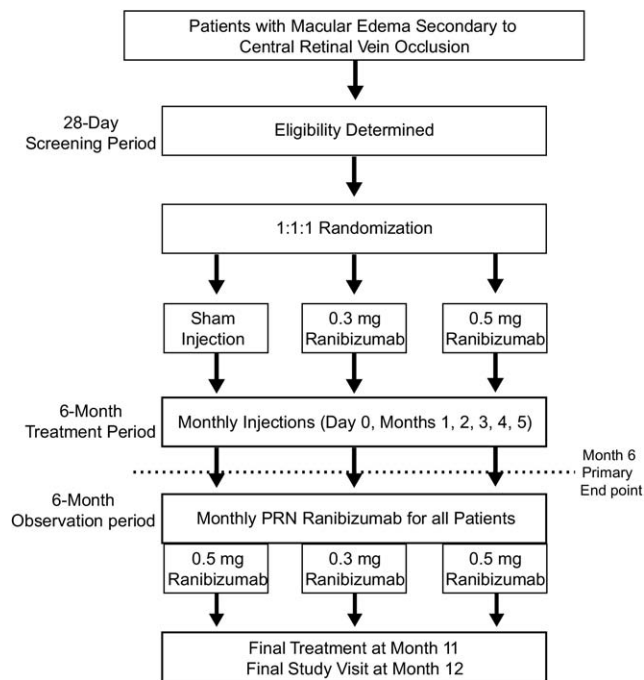 Patients with Macular Edema Secondary to
Central Retinal Vein Occlusion
28-Day
Screening Period
Eligibility Determined
1:1:1 Randomization
Sham
Injection
0.3 mg
Ranibizumab
0.5 mg
Ranibizumab
6-Month
Treatment Period
Monthly Injections (Day 0, Months 1, 2, 3, 4, 5)
Month 6
Primary
End point
6-Month
Observation period
Monthly PRN Ranibizumab for all Patients
0.5 mg
Ranibizumab
0.3 mg
Ranibizumab
0.5 mg
Ranibizumab
Final Treatment at Month 11
Final Study Visit at Month 12